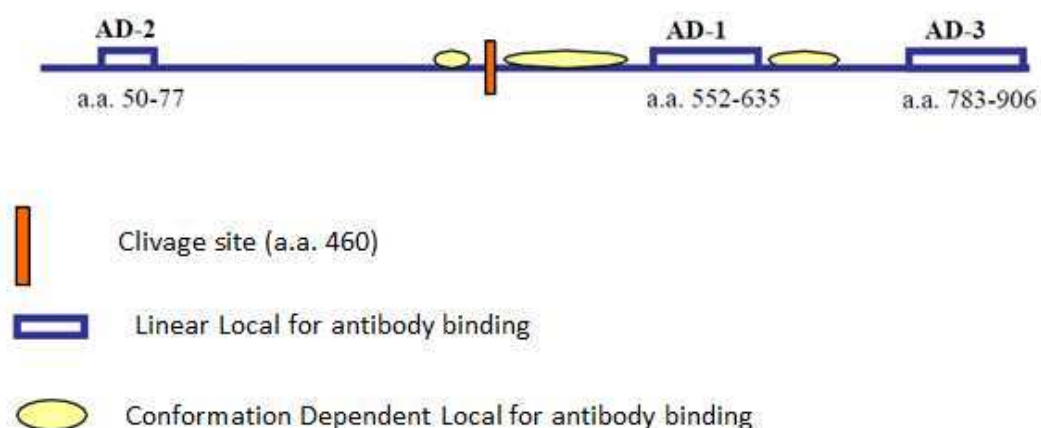 AD-2 AD-1 AD-3
a.a. 50-77 a.a. 552-635 a.a. 783-906
Clivage site (a.a. 460)
Linear Local for antibody binding
Conformation Dependent Local for antibody binding